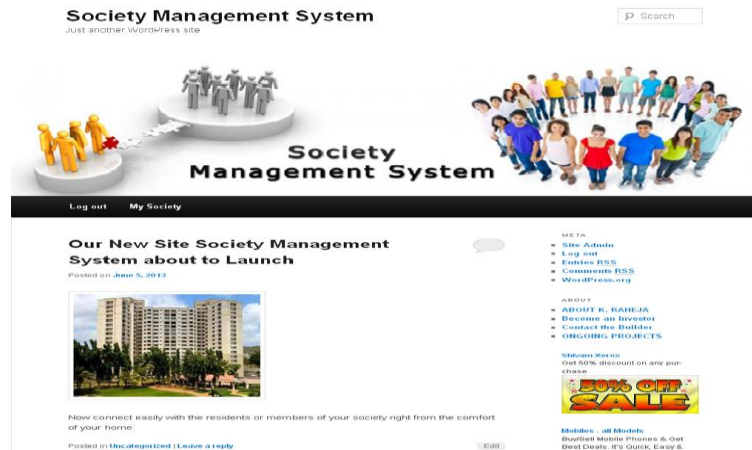 Society Management System
Just another WordPress site
Search
Society
Management System
Log out
My Society
Our New Site Society Management
System about to Launch
Posted on June 5, 2013
Now connect easily with the residents or members of your society right from the comfort
of your home.
Posted in Uncategorized | Leave a reply
Edit
META
Site Admin
Log out
Entries RSS
Comments RSS
WordPress.org
ABOUT
ABOUT K. RAHEJA
Become an Investor
Contact the Builder
ONGOING PROJECTS
Shivam Xerox
Get 50% discount on any pur-
chase
50% OFF
SALE
Mobiles - all Models
Buy/Sell Mobile Phones & Get
Best Deals. It's Quick, Easy &